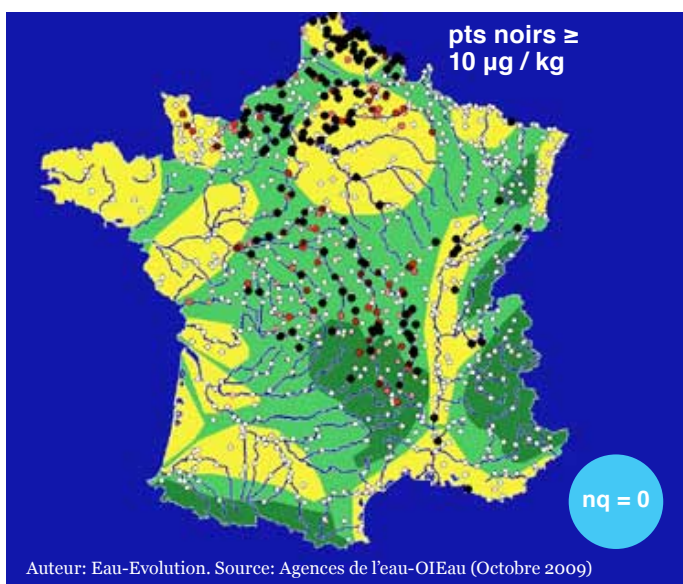 pts noirs ≥
10 µg / kg
nq = 0
Auteur: Eau-Evolution. Source: Agences de l'eau-OIEau (Octobre 2009)